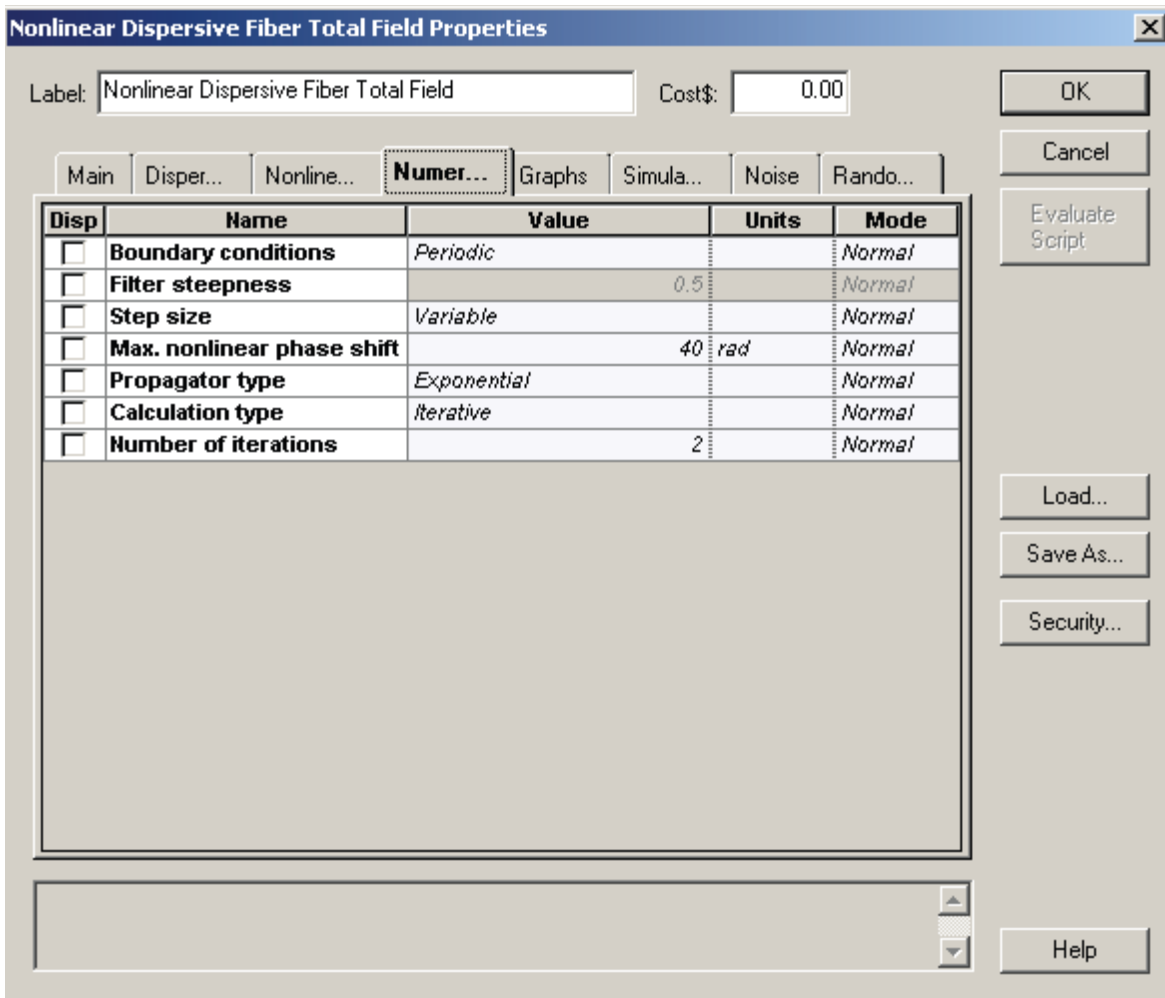 Nonlinear Dispersive Fiber Total Field Properties
Label: Nonlinear Dispersive Fiber Total Field Cost$: 0.00
OK
Cancel
Evaluate Script
Main Disper... Nonline... Numer... Graphs Simula... Noise Rando...
Disp Name Value Units Mode
Boundary conditions Periodic Normal
Filter steepness 0.5 Normal
Step size Variable Normal
Max. nonlinear phase shift 40 rad Normal
Propagator type Exponential Normal
Calculation type Iterative Normal
Number of iterations 2 Normal
Load...
Save As...
Security...
Help